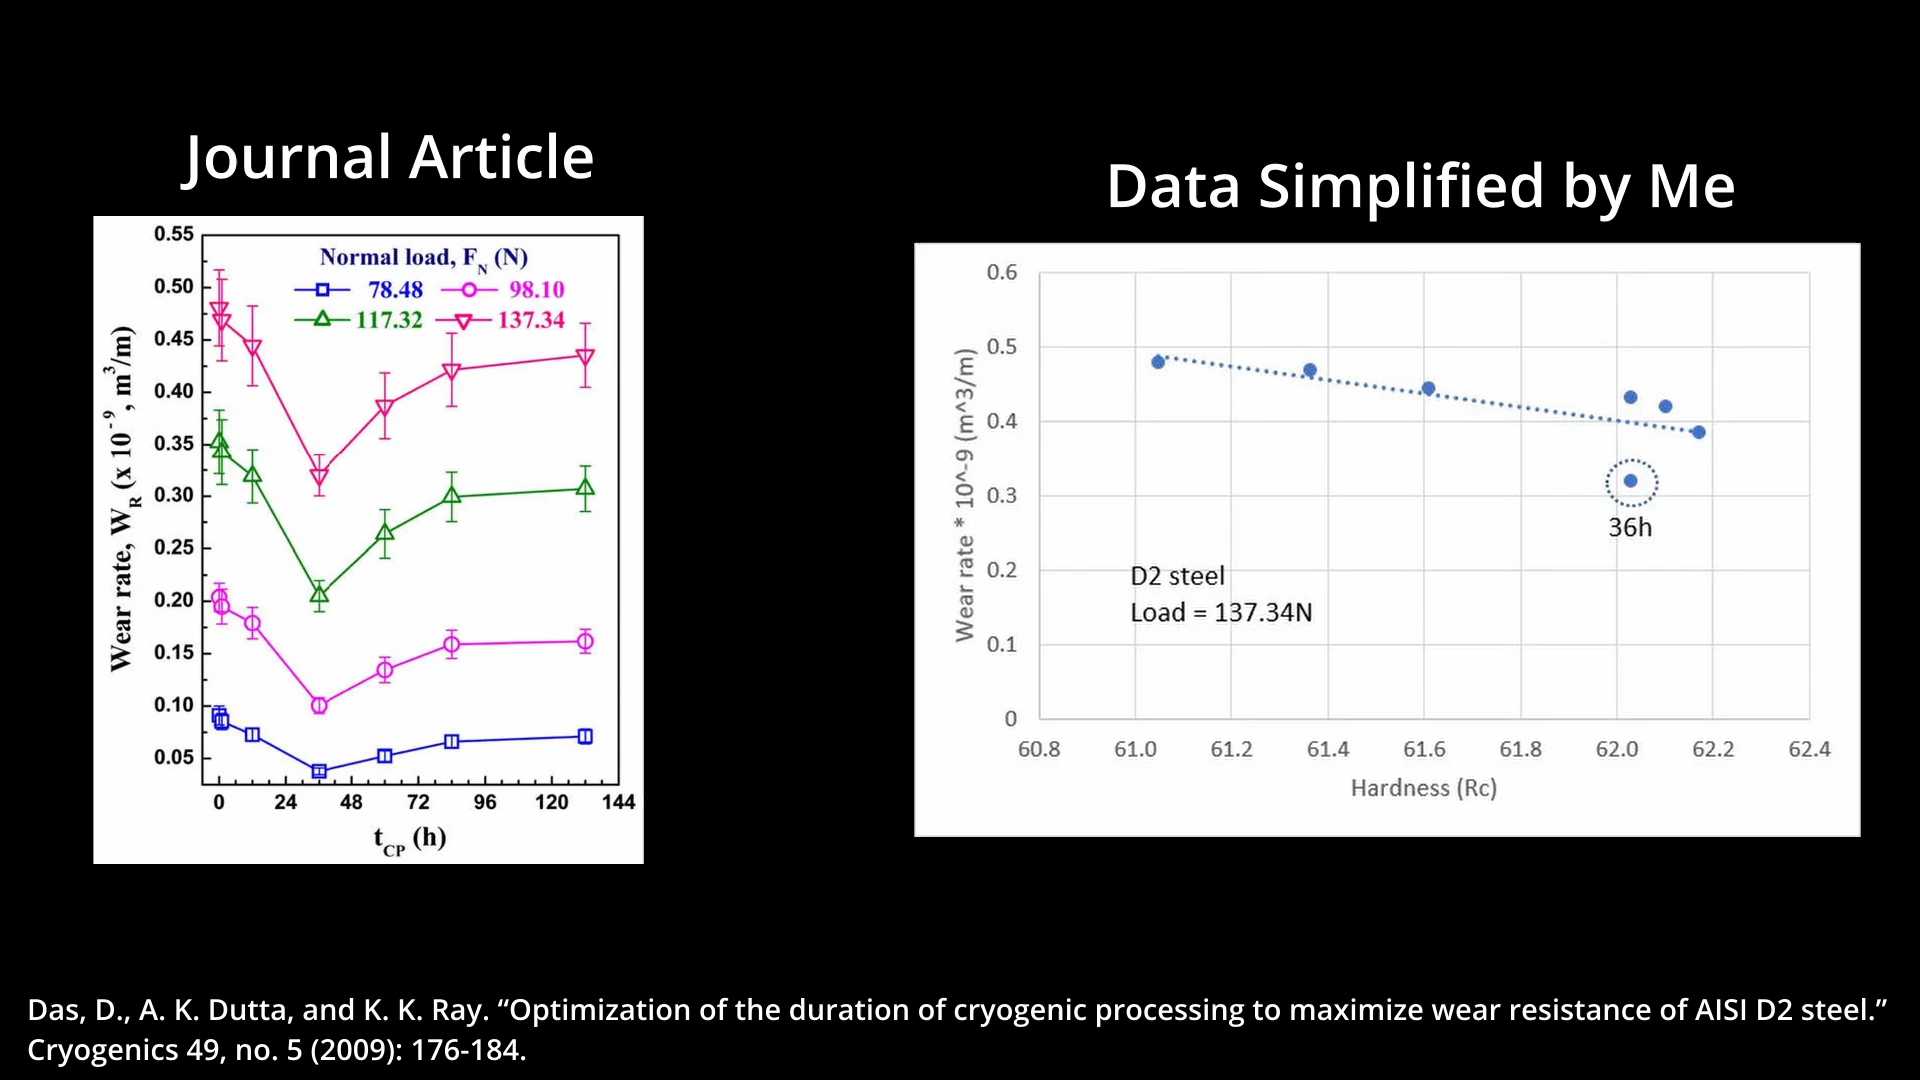 Journal Article
Data Simplified by Me
0.55
0.50
0.45
0.40
0.35
0.30
0.25
0.20
0.15
0.10
0.05
Wear rate, W_R (x 10^-9, m^3/m)
Normal load, F_N (N)
78.48 98.10
117.32 137.34
0 24 48 72 96 120 144
t_CP (h)
0.6
0.5
0.4
0.3
0.2
0.1
0
Wear rate * 10^-9 (m^3/m)
36h
D2 steel
Load = 137.34N
60.8 61.0 61.2 61.4 61.6 61.8 62.0 62.2 62.4
Hardness (Rc)
Das, D., A. K. Dutta, and K. K. Ray. “Optimization of the duration of cryogenic processing to maximize wear resistance of AISI D2 steel.”
Cryogenics 49, no. 5 (2009): 176-184.